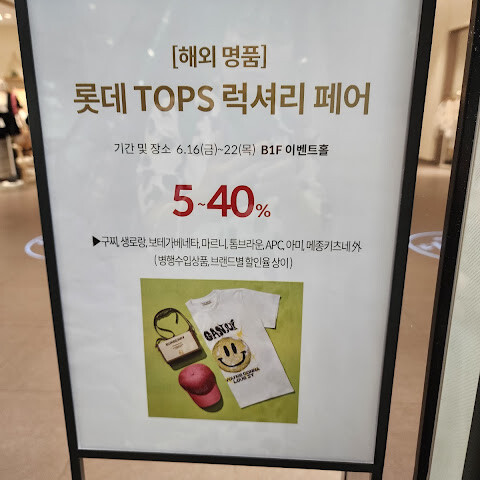 [해외 명품]
롯데 TOPS 럭셔리 페어
기간 및 장소 6.16(금)~22(목) B1F 이벤트홀
5~40%
▶구찌, 생로랑, 보테가베네타, 마르니, 톰브라운, APC, 아미, 메종키츠네 外
( 병행수입상품, 브랜드별 할인율 상이 )
BURBERRY
GANNI